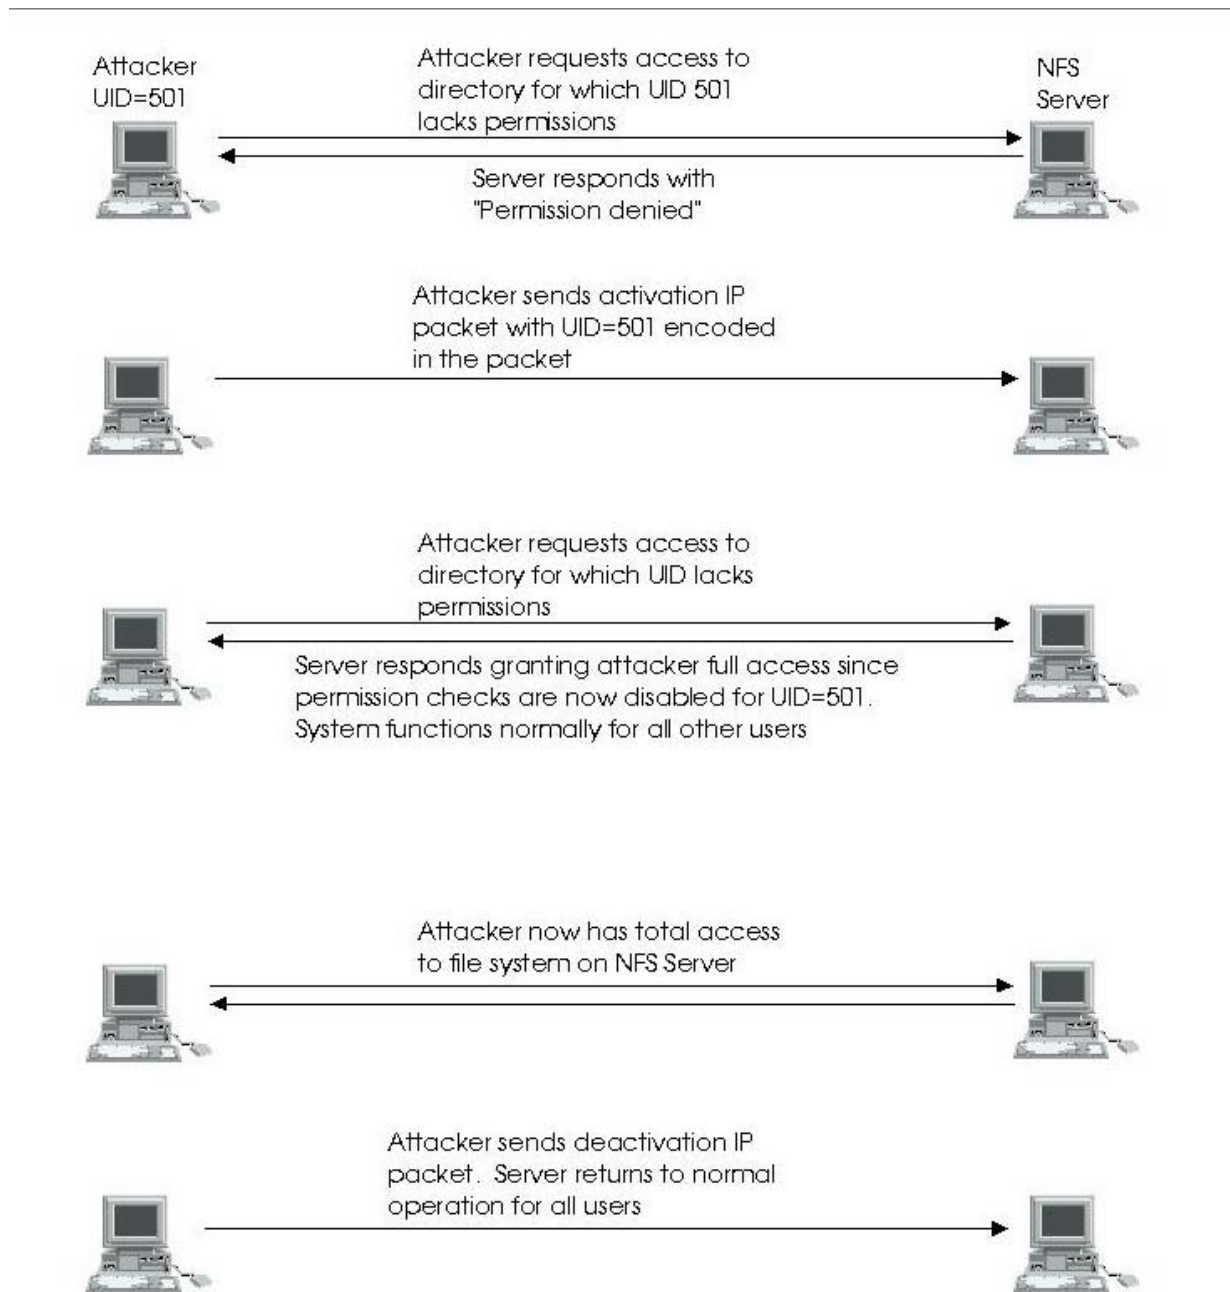 Attacker
UID=501
Attacker requests access to
directory for which UID 501
lacks permissions
NFS
Server
Server responds with
"Permission denied"
Attacker sends activation IP
packet with UID=501 encoded
in the packet
Attacker requests access to
directory for which UID lacks
permissions
Server responds granting attacker full access since
permission checks are now disabled for UID=501.
System functions normally for all other users
Attacker now has total access
to file system on NFS Server
Attacker sends deactivation IP
packet. Server returns to normal
operation for all users